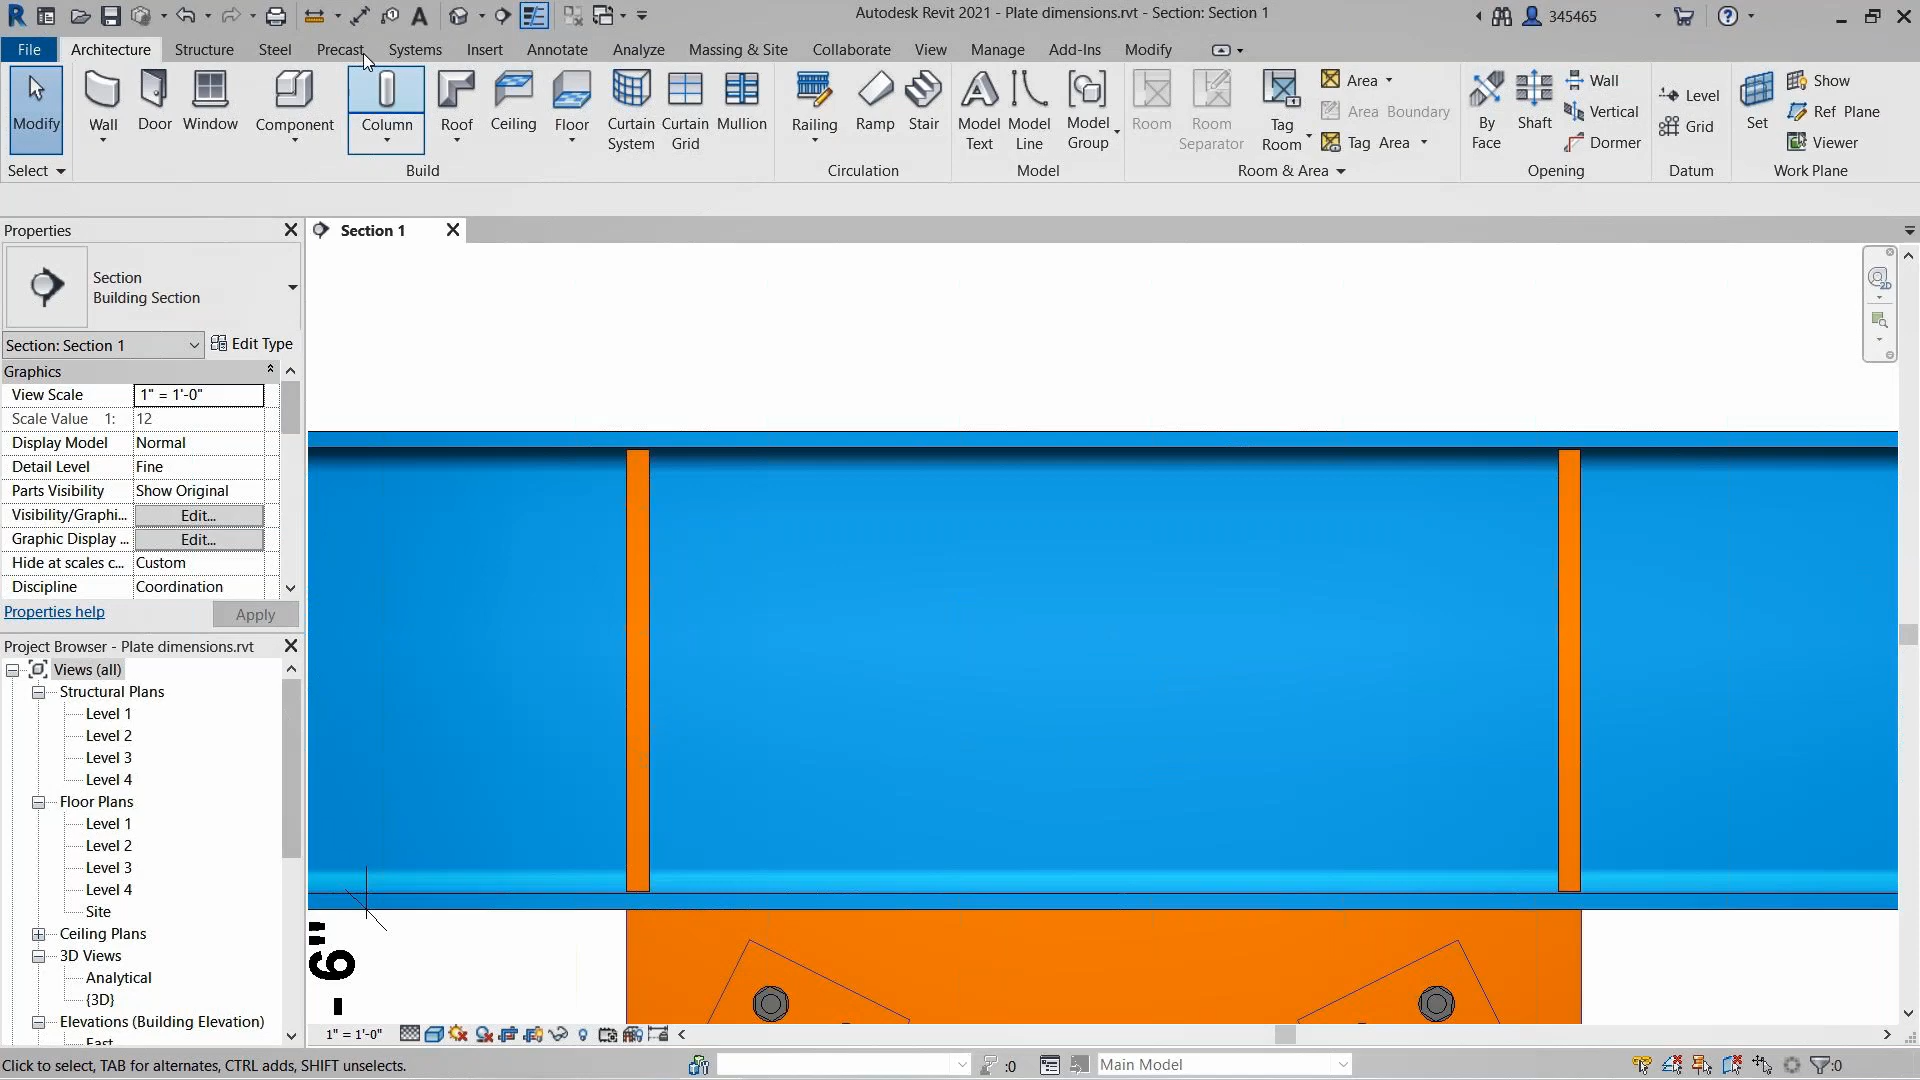 Autodesk Revit 2021 - Plate dimensions.rvt - Section: Section 1
345465
File Architecture Structure Steel Precast Systems Insert Annotate Analyze Massing & Site Collaborate View Manage Add-Ins Modify
Modify
Wall
Door
Window
Component
Column
Roof
Ceiling
Floor
Curtain System
Curtain Grid
Mullion
Railing
Ramp
Stair
Model Text
Model Line
Model Group
Room
Room Separator
Tag Room
Area
Area Boundary
Tag Area
By Face
Shaft
Wall
Vertical
Dormer
Level
Grid
Set
Show
Ref Plane
Viewer
Select
Build
Circulation
Model
Room & Area
Opening
Datum
Work Plane
Properties
Section 1
Section
Building Section
Section: Section 1
Edit Type
Graphics
View Scale 1" = 1'-0"
Scale Value 1: 12
Display Model Normal
Detail Level Fine
Parts Visibility Show Original
Visibility/Graphi... Edit...
Graphic Display ... Edit...
Hide at scales c... Custom
Discipline Coordination
Properties help
Apply
Project Browser - Plate dimensions.rvt
Views (all)
Structural Plans
Level 1
Level 2
Level 3
Level 4
Floor Plans
Level 1
Level 2
Level 3
Level 4
Site
Ceiling Plans
3D Views
Analytical
{3D}
Elevations (Building Elevation)
East
2D
- 6"
1" = 1'-0"
Click to select, TAB for alternates, CTRL adds, SHIFT unselects.
:0
Main Model
:0